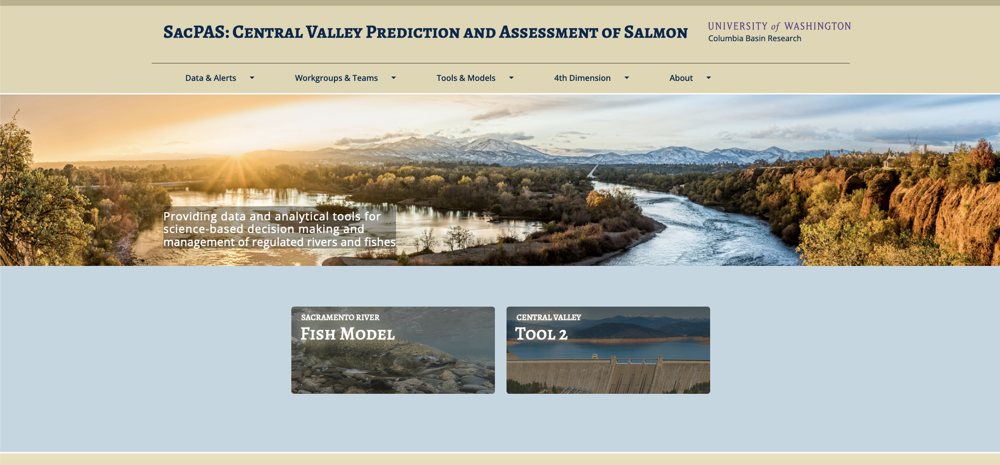 SacPAS: Central Valley Prediction and Assessment of Salmon
UNIVERSITY of WASHINGTON
Columbia Basin Research
Data & Alerts
Workgroups & Teams
Tools & Models
4th Dimension
About
Providing data and analytical tools for
science-based decision making and
management of regulated rivers and fishes
SACRAMENTO RIVER
Fish Model
CENTRAL VALLEY
Tool 2